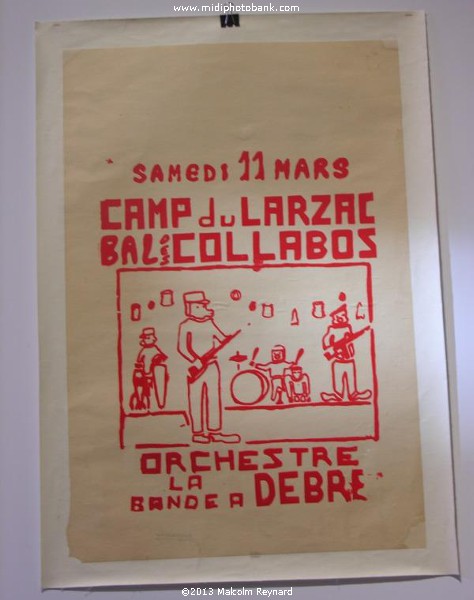 www.midiphotobank.com
SAMEDI 11 MARS
CAMP du LARZAC
BAL des COLLABOS
ORCHESTRE
LA
BANDE A DEBRE
©2013 Malcolm Reynard